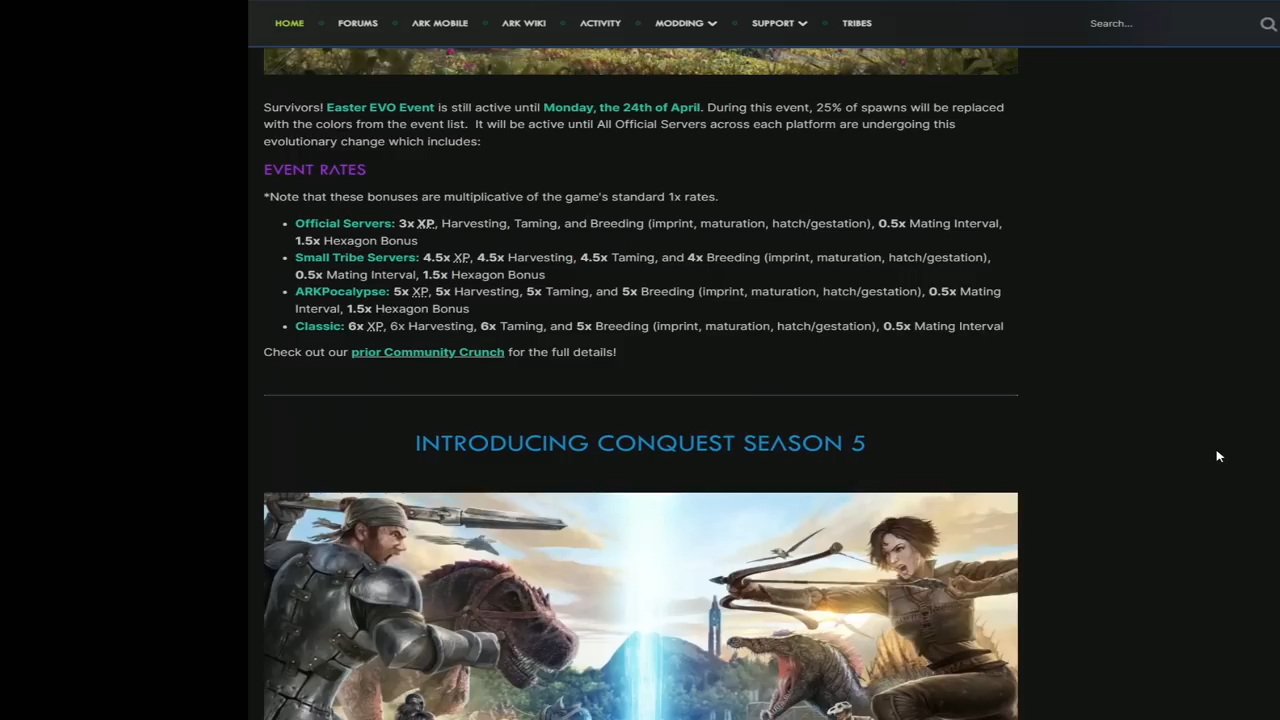 HOME FORUMS ARK MOBILE ARK WIKI ACTIVITY MODDING SUPPORT TRIBES Search...
Survivors! Easter EVO Event is still active until Monday, the 24th of April. During this event, 25% of spawns will be replaced
with the colors from the event list. It will be active until All Official Servers across each platform are undergoing this
evolutionary change which includes:
EVENT RATES
*Note that these bonuses are multiplicative of the game's standard 1x rates.
• Official Servers: 3x XP, Harvesting, Taming, and Breeding (imprint, maturation, hatch/gestation), 0.5x Mating Interval,
1.5x Hexagon Bonus
• Small Tribe Servers: 4.5x XP, 4.5x Harvesting, 4.5x Taming, and 4x Breeding (imprint, maturation, hatch/gestation),
0.5x Mating Interval, 1.5x Hexagon Bonus
• ARKPocalypse: 5x XP, 5x Harvesting, 5x Taming, and 5x Breeding (imprint, maturation, hatch/gestation), 0.5x Mating
Interval, 1.5x Hexagon Bonus
• Classic: 6x XP, 6x Harvesting, 6x Taming, and 5x Breeding (imprint, maturation, hatch/gestation), 0.5x Mating Interval
Check out our prior Community Crunch for the full details!
INTRODUCING CONQUEST SEASON 5